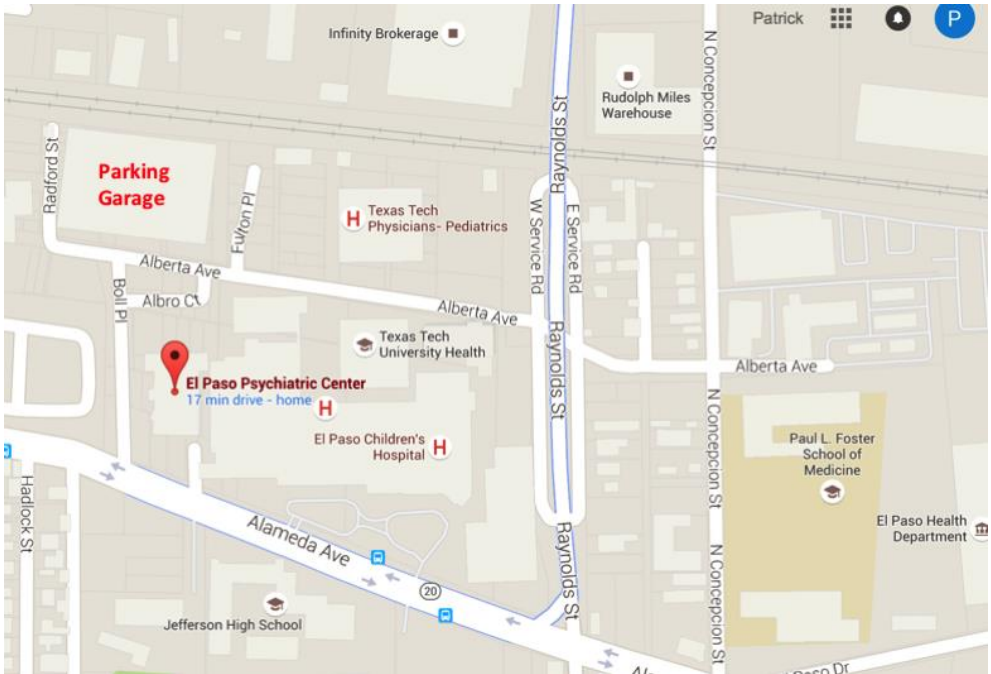 Patrick
P
Infinity Brokerage
Rudolph Miles
Warehouse
N Concepcion St
Raynolds St
Radford St
Parking
Garage
Fulton Pl
Texas Tech
Physicians- Pediatrics
H
W Service Rd
E Service Rd
Alberta Ave
Boll Pl
Albro Ct
Alberta Ave
Texas Tech
University Health
Raynolds St
Alberta Ave
El Paso Psychiatric Center
17 min drive - home
H
El Paso Children's
Hospital
H
N Concepcion St
Paul L. Foster
School of
Medicine
El Paso Health
Department
Hadlock St
Alameda Ave
Raynolds St
N Concepcion St
20
Jefferson High School
Paso Dr